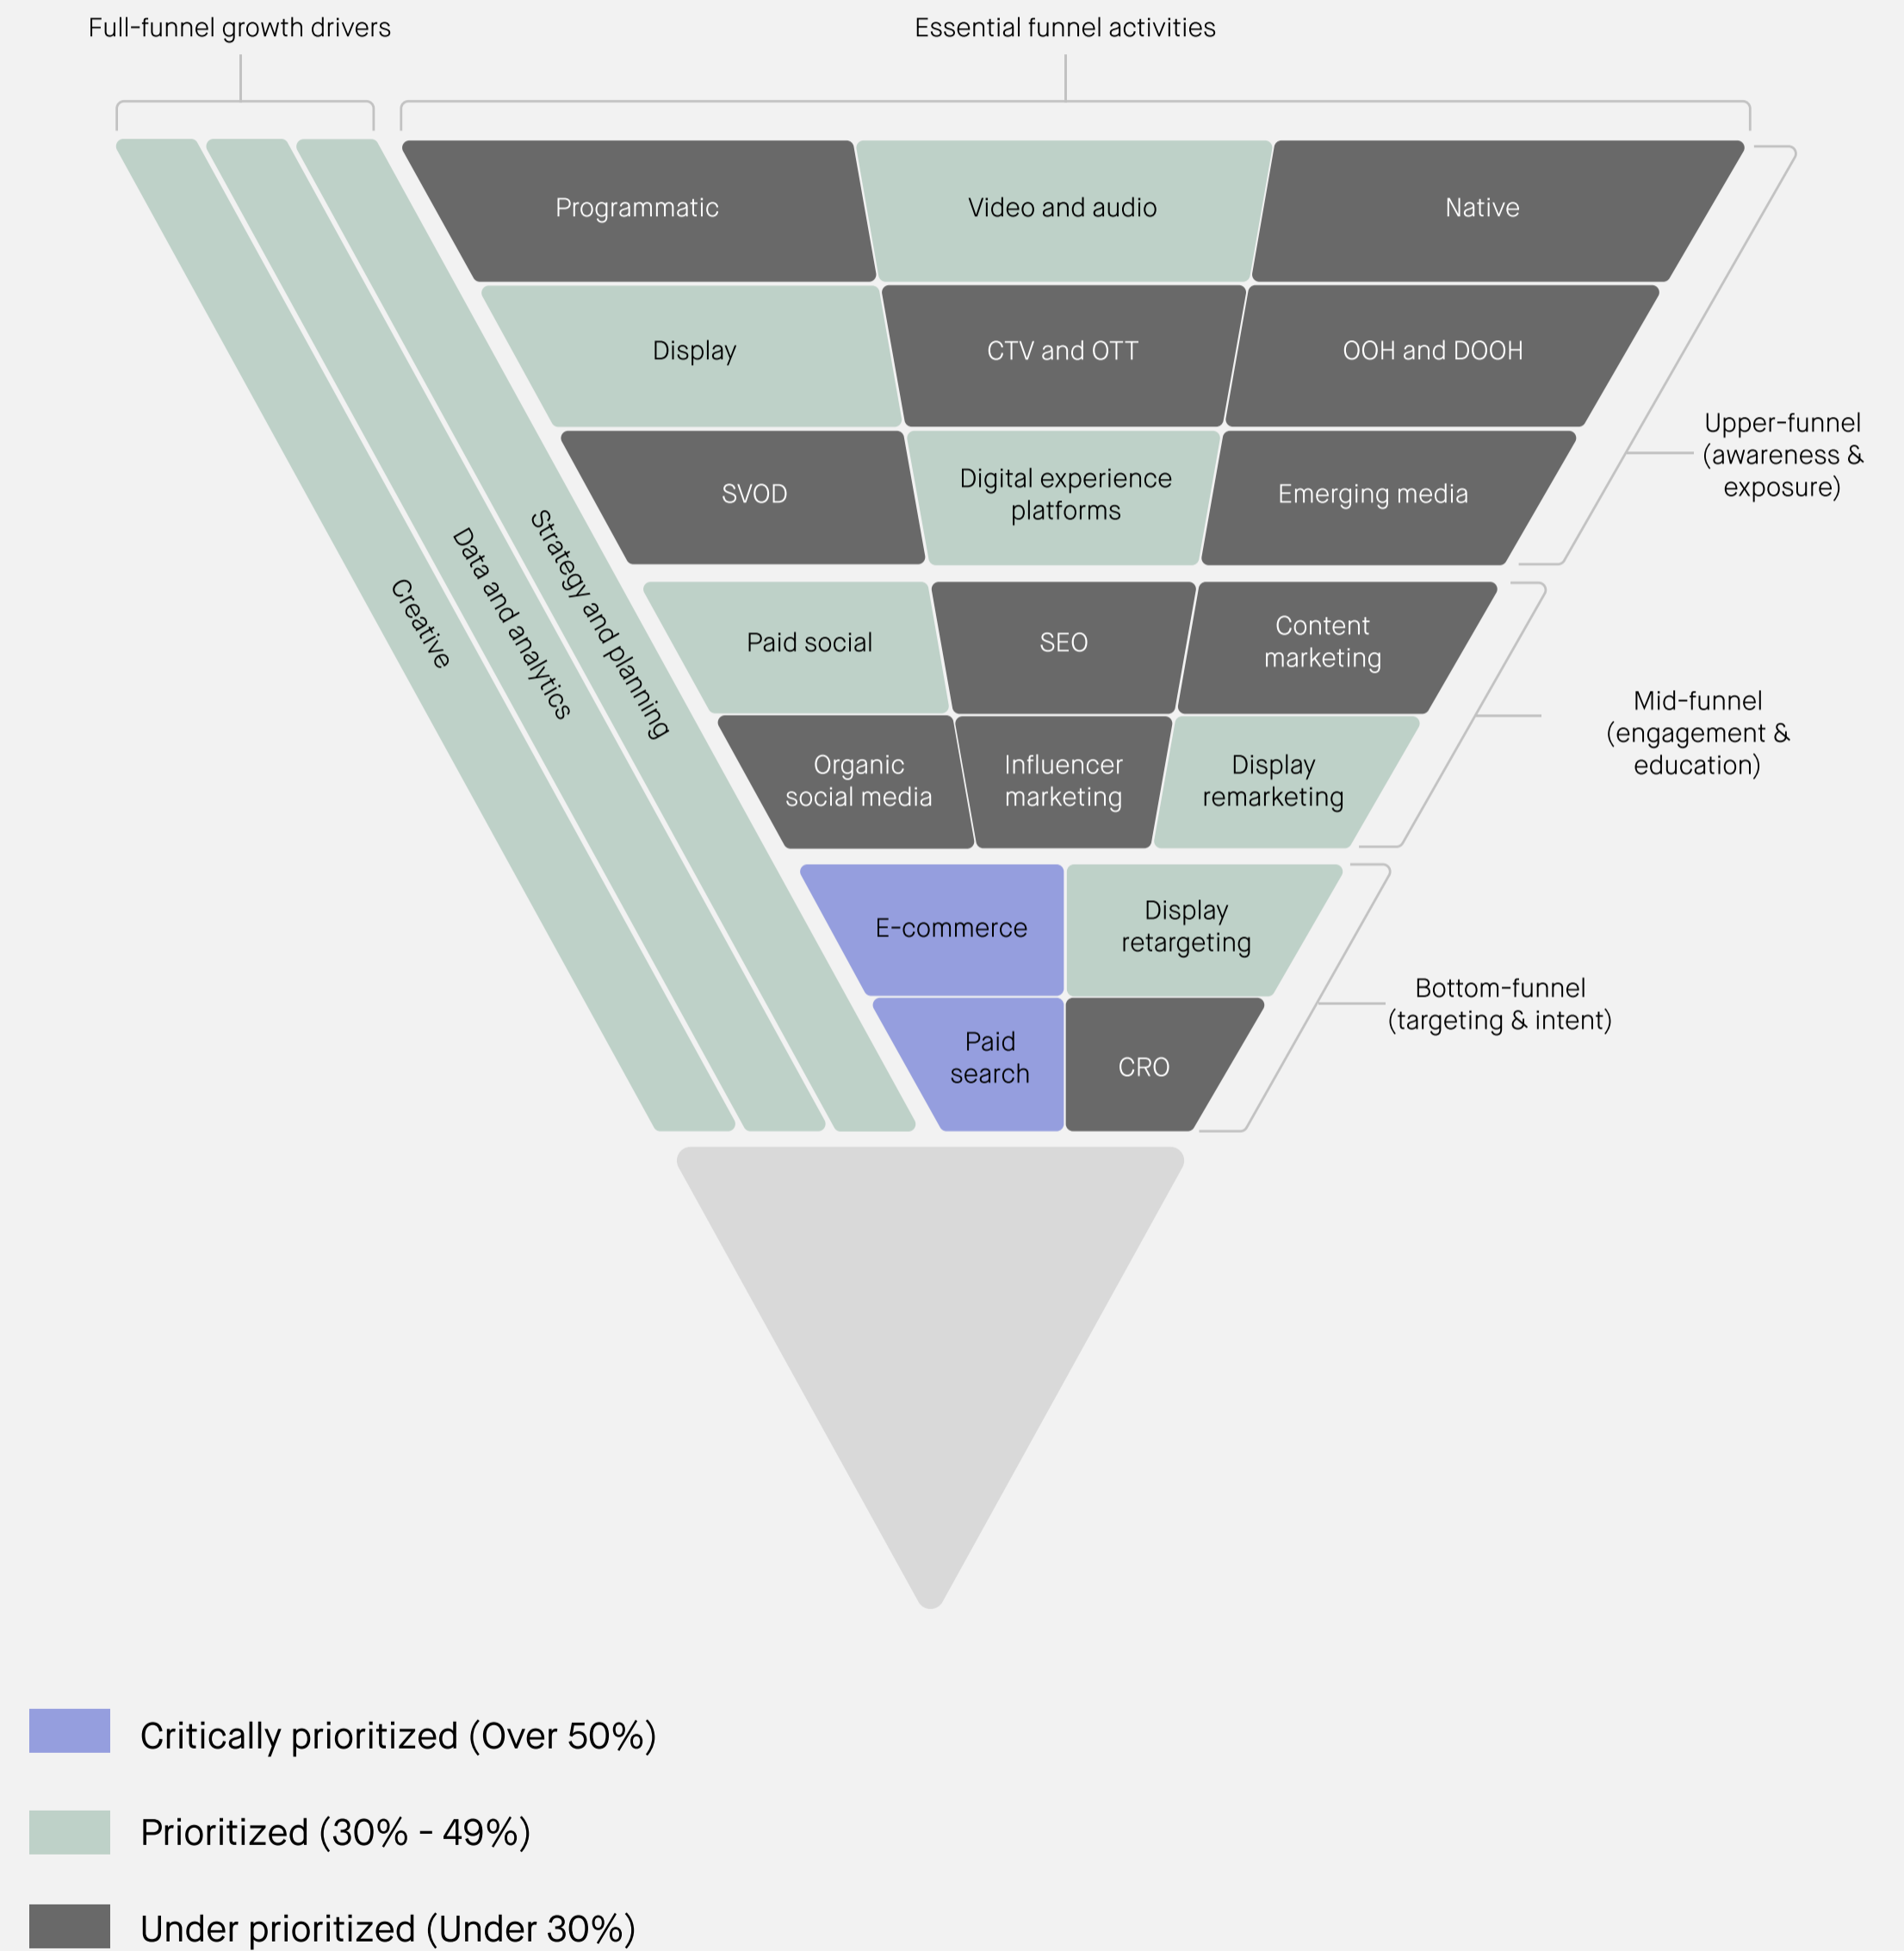 Full-funnel growth drivers
Essential funnel activities
Programmatic
Video and audio
Native
Display
CTV and OTT
OOH and DOOH
Upper-funnel
(awareness &
exposure)
SVOD
Digital experience
platforms
Emerging media
Creative
Data and analytics
Strategy and planning
Paid social
SEO
Content
marketing
Mid-funnel
(engagement &
education)
Organic
social media
Influencer
marketing
Display
remarketing
E-commerce
Display
retargeting
Bottom-funnel
(targeting & intent)
Paid
search
CRO
Critically prioritized (Over 50%)
Prioritized (30% - 49%)
Under prioritized (Under 30%)